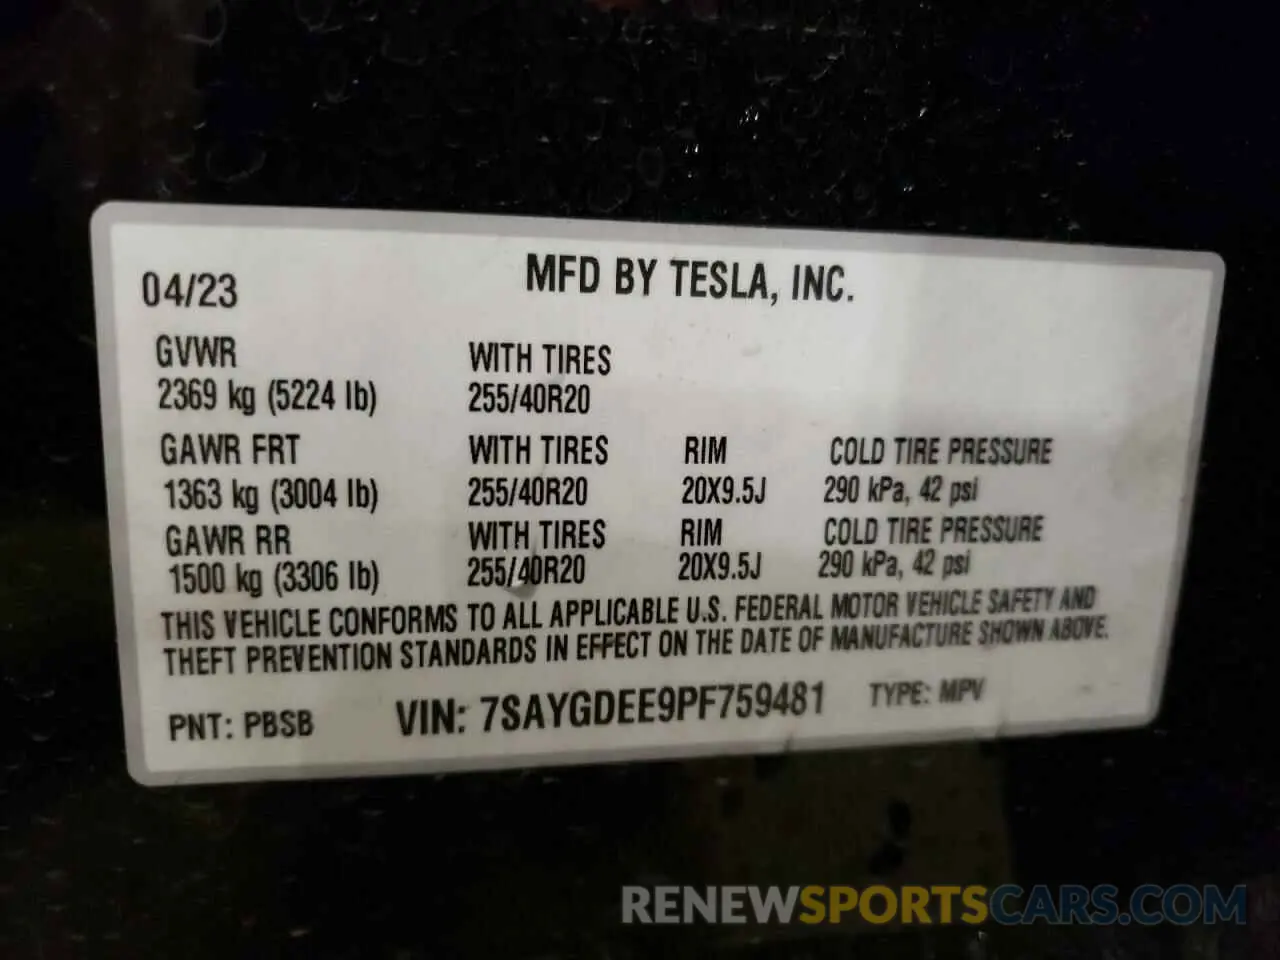 04/23 MFD BY TESLA, INC.
GVWR WITH TIRES
2369 kg (5224 lb) 255/40R20
GAWR FRT WITH TIRES RIM COLD TIRE PRESSURE
1363 kg (3004 lb) 255/40R20 20X9.5J 290 kPa, 42 psi
GAWR RR WITH TIRES RIM COLD TIRE PRESSURE
1500 kg (3306 lb) 255/40R20 20X9.5J 290 kPa, 42 psi
THIS VEHICLE CONFORMS TO ALL APPLICABLE U.S. FEDERAL MOTOR VEHICLE SAFETY AND
THEFT PREVENTION STANDARDS IN EFFECT ON THE DATE OF MANUFACTURE SHOWN ABOVE.
PNT: PBSB VIN: 7SAYGDEE9PF759481 TYPE: MPV
RENEWSPORTSCARS.COM